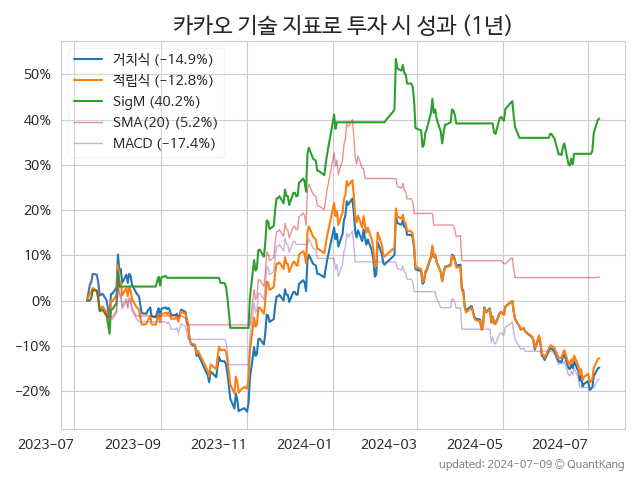 카카오 기술 지표로 투자 시 성과 (1년)
거치식 (−14.9%)
적립식 (−12.8%)
SigM (40.2%)
SMA(20) (5.2%)
MACD (−17.4%)
50%
40%
30%
20%
10%
0%
−10%
−20%
2023-07 2023-09 2023-11 2024-01 2024-03 2024-05 2024-07
updated: 2024-07-09 © QuantKang